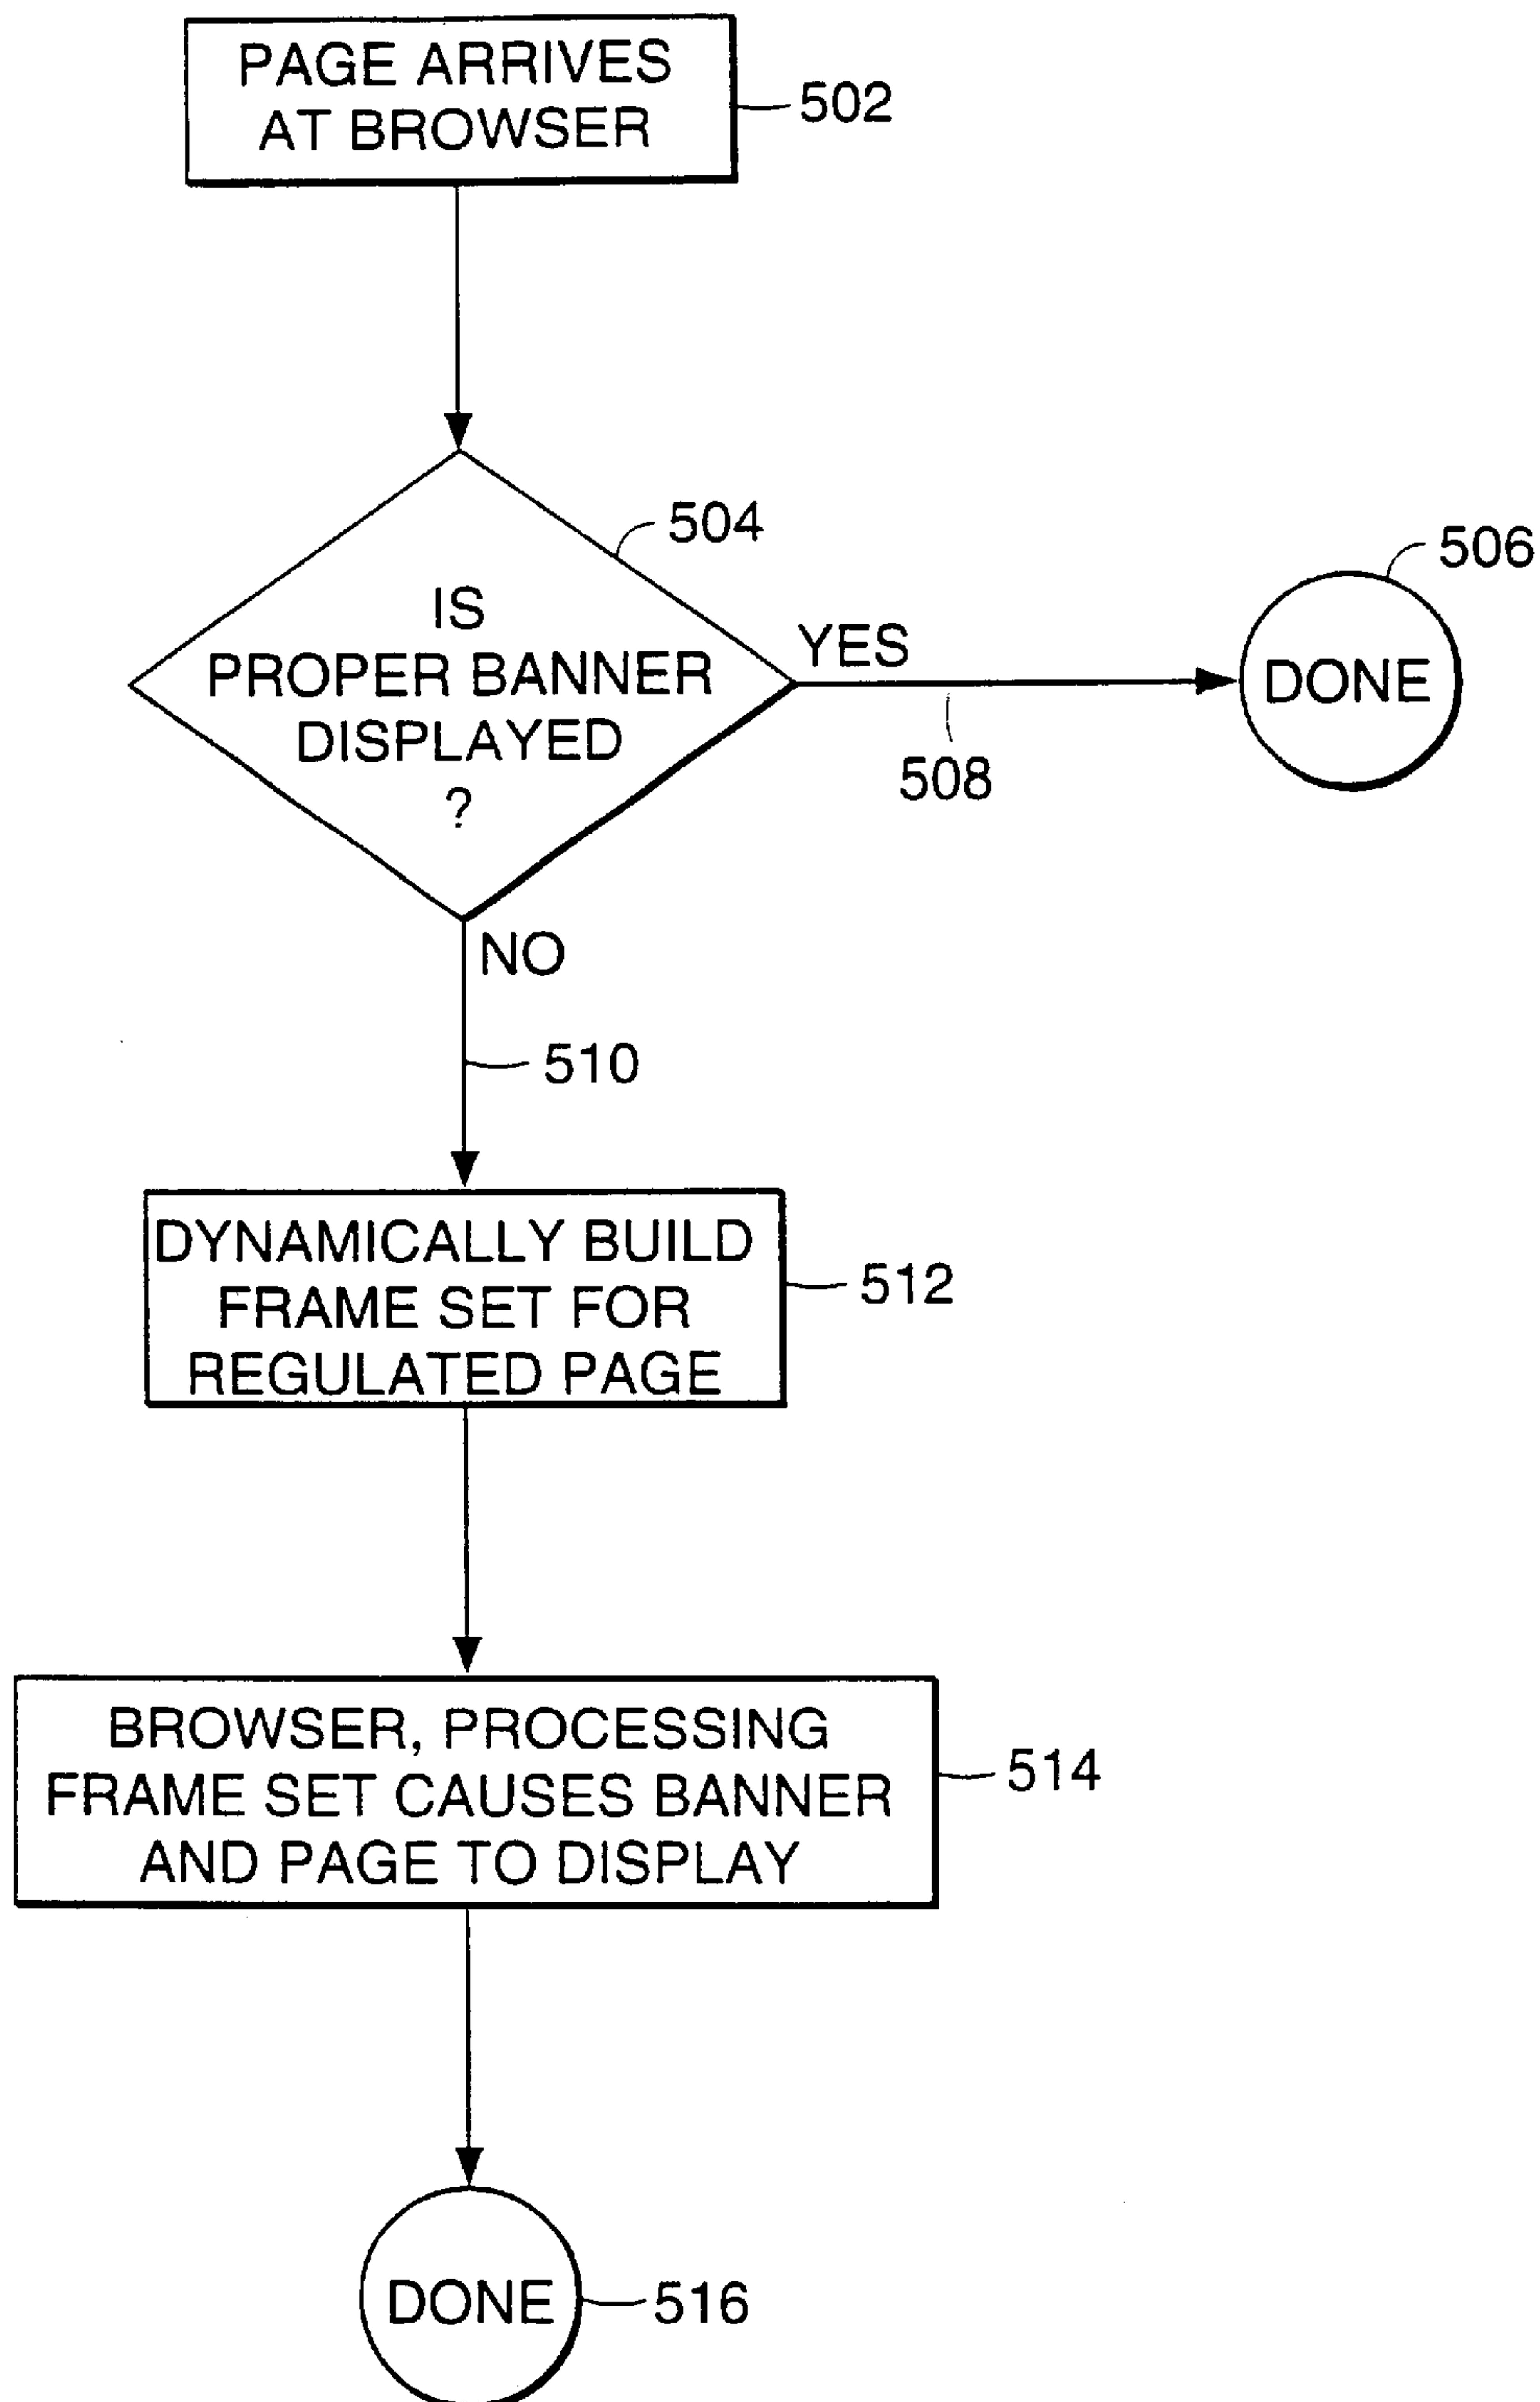 PAGE ARRIVES
AT BROWSER
502
504
IS
PROPER BANNER
DISPLAYED
?
YES
508
506
DONE
NO
510
DYNAMICALLY BUILD
FRAME SET FOR
REGULATED PAGE
512
BROWSER, PROCESSING
FRAME SET CAUSES BANNER
AND PAGE TO DISPLAY
514
DONE
516